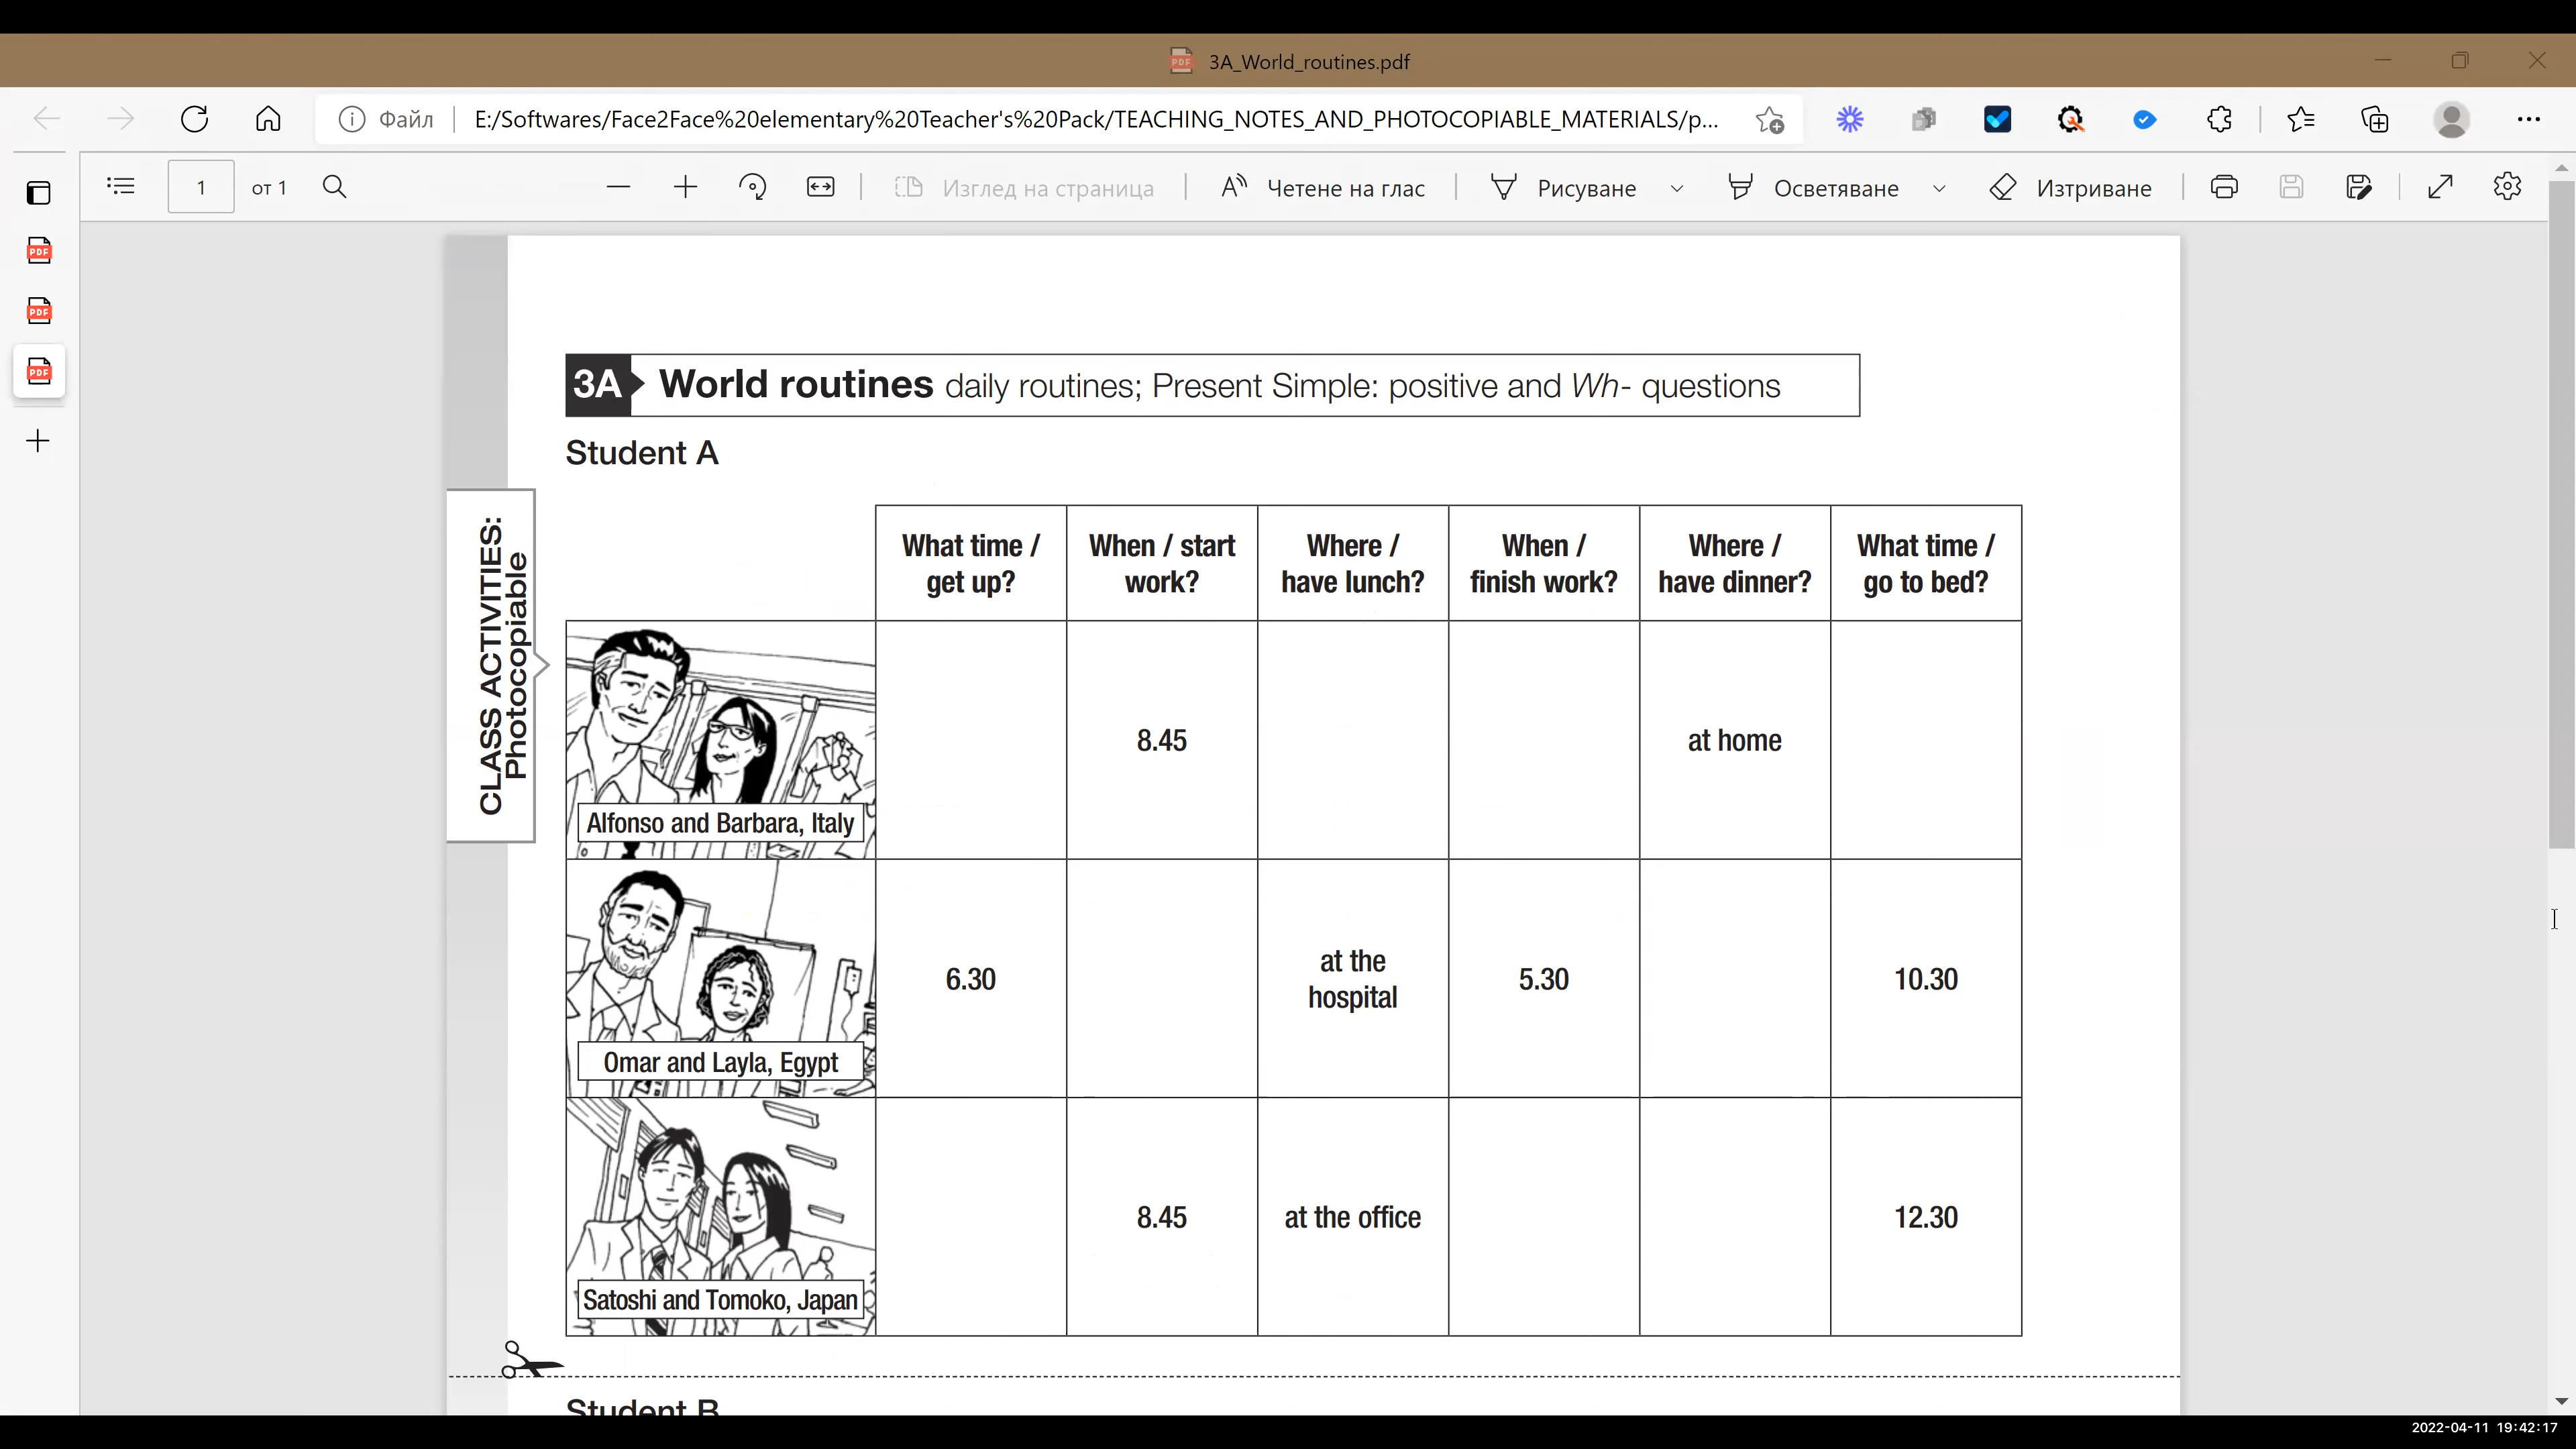 3A_World_routines.pdf
Файл E:/Softwares/Face2Face%20elementary%20Teacher's%20Pack/TEACHING_NOTES_AND_PHOTOCOPIABLE_MATERIALS/p...
1 от 1 Изглед на страница Четене на глас Рисуване Осветяване Изтриване
3A World routines daily routines; Present Simple: positive and Wh- questions
Student A
CLASS ACTIVITIES:
Photocopiable
What time / get up?
When / start work?
Where / have lunch?
When / finish work?
Where / have dinner?
What time / go to bed?
Alfonso and Barbara, Italy
8.45
at home
Omar and Layla, Egypt
6.30
at the
hospital
5.30
10.30
Satoshi and Tomoko, Japan
8.45
at the office
12.30
Student B
2022-04-11 19:42:17